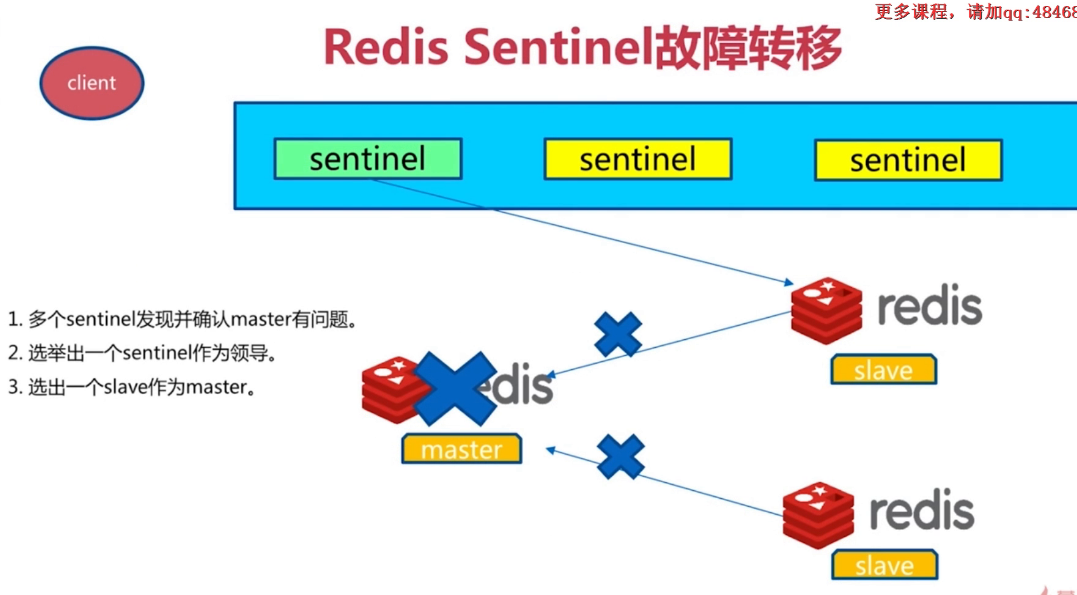 更多课程，请加qq:48468
Redis Sentinel故障转移
client
sentinel
sentinel
sentinel
redis
slave
1. 多个sentinel发现并确认master有问题。
2. 选举出一个sentinel作为领导。
3. 选出一个slave作为master。
edis
master
redis
slave